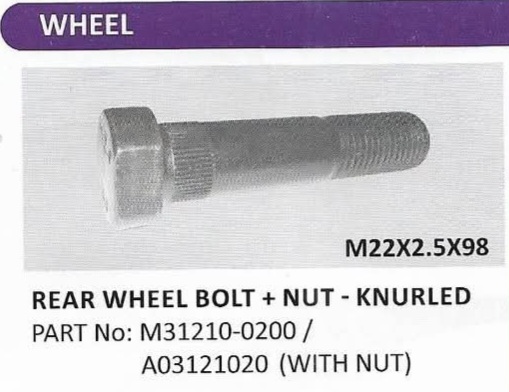 WHEEL
M22X2.5X98
REAR WHEEL BOLT + NUT - KNURLED
PART No: M31210-0200 /
A03121020 (WITH NUT)